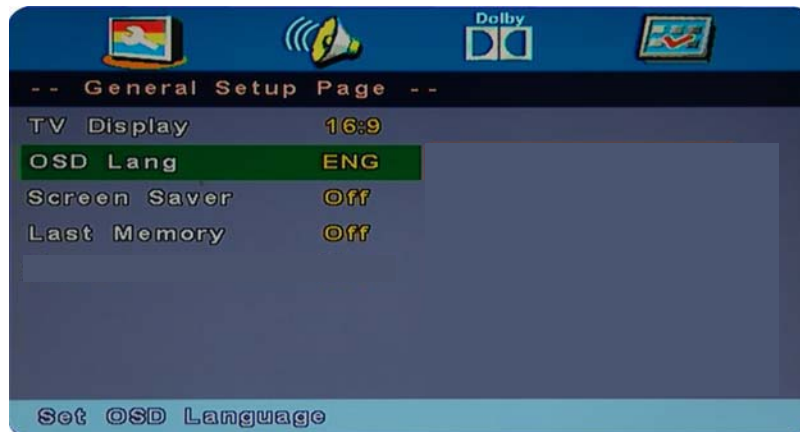 Dolby
-- General Setup Page --
TV Display 16:9
OSD Lang ENG
Screen Saver Off
Last Memory Off
Set OSD Language